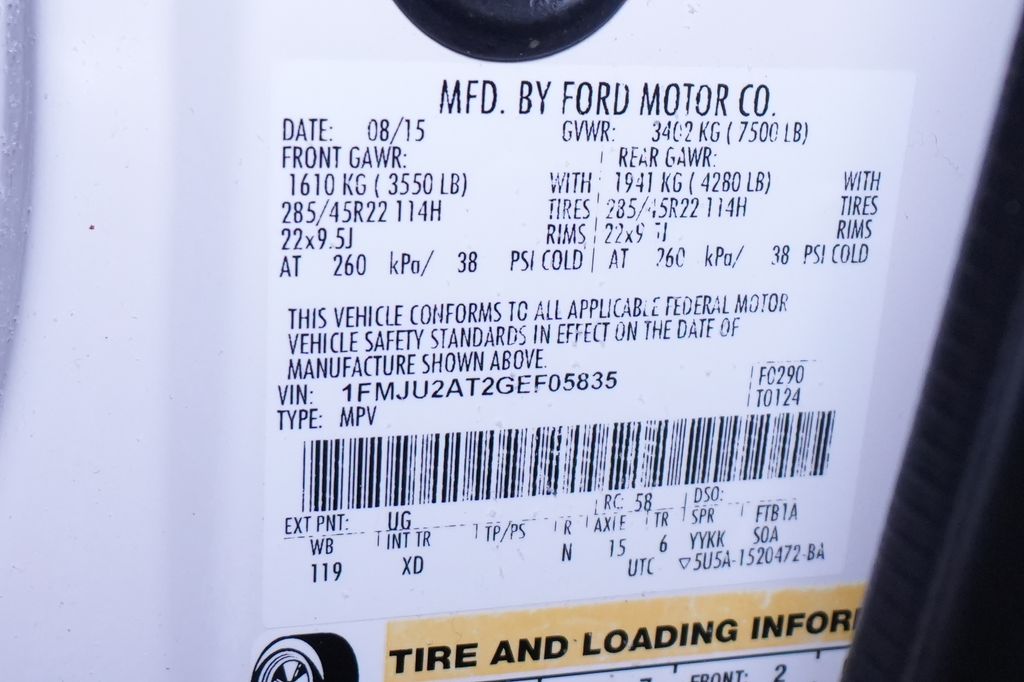 MFD. BY FORD MOTOR CO.
DATE: 08/15 GVWR: 3402 KG ( 7500 LB)
FRONT GAWR: REAR GAWR:
1610 KG ( 3550 LB) WITH 1941 KG ( 4280 LB) WITH
285/45R22 114H TIRES 285/45R22 114H TIRES
22x9.5J RIMS 22x9.5J RIMS
AT 260 kPa/ 38 PSI COLD AT 260 kPa/ 38 PSI COLD
THIS VEHICLE CONFORMS TO ALL APPLICABLE FEDERAL MOTOR
VEHICLE SAFETY STANDARDS IN EFFECT ON THE DATE OF
MANUFACTURE SHOWN ABOVE.
VIN: 1FMJU2AT2GEF05835 F0290
TYPE: MPV T0124
EXT PNT: UG RC: 58 DSO:
WB INT TR TP/PS R AXLE TR SPR FTB1A
119 XD N 15 6 YYKK SOA
UTC ▽5U5A-1520472-BA
TIRE AND LOADING INFOR
FRONT: 2